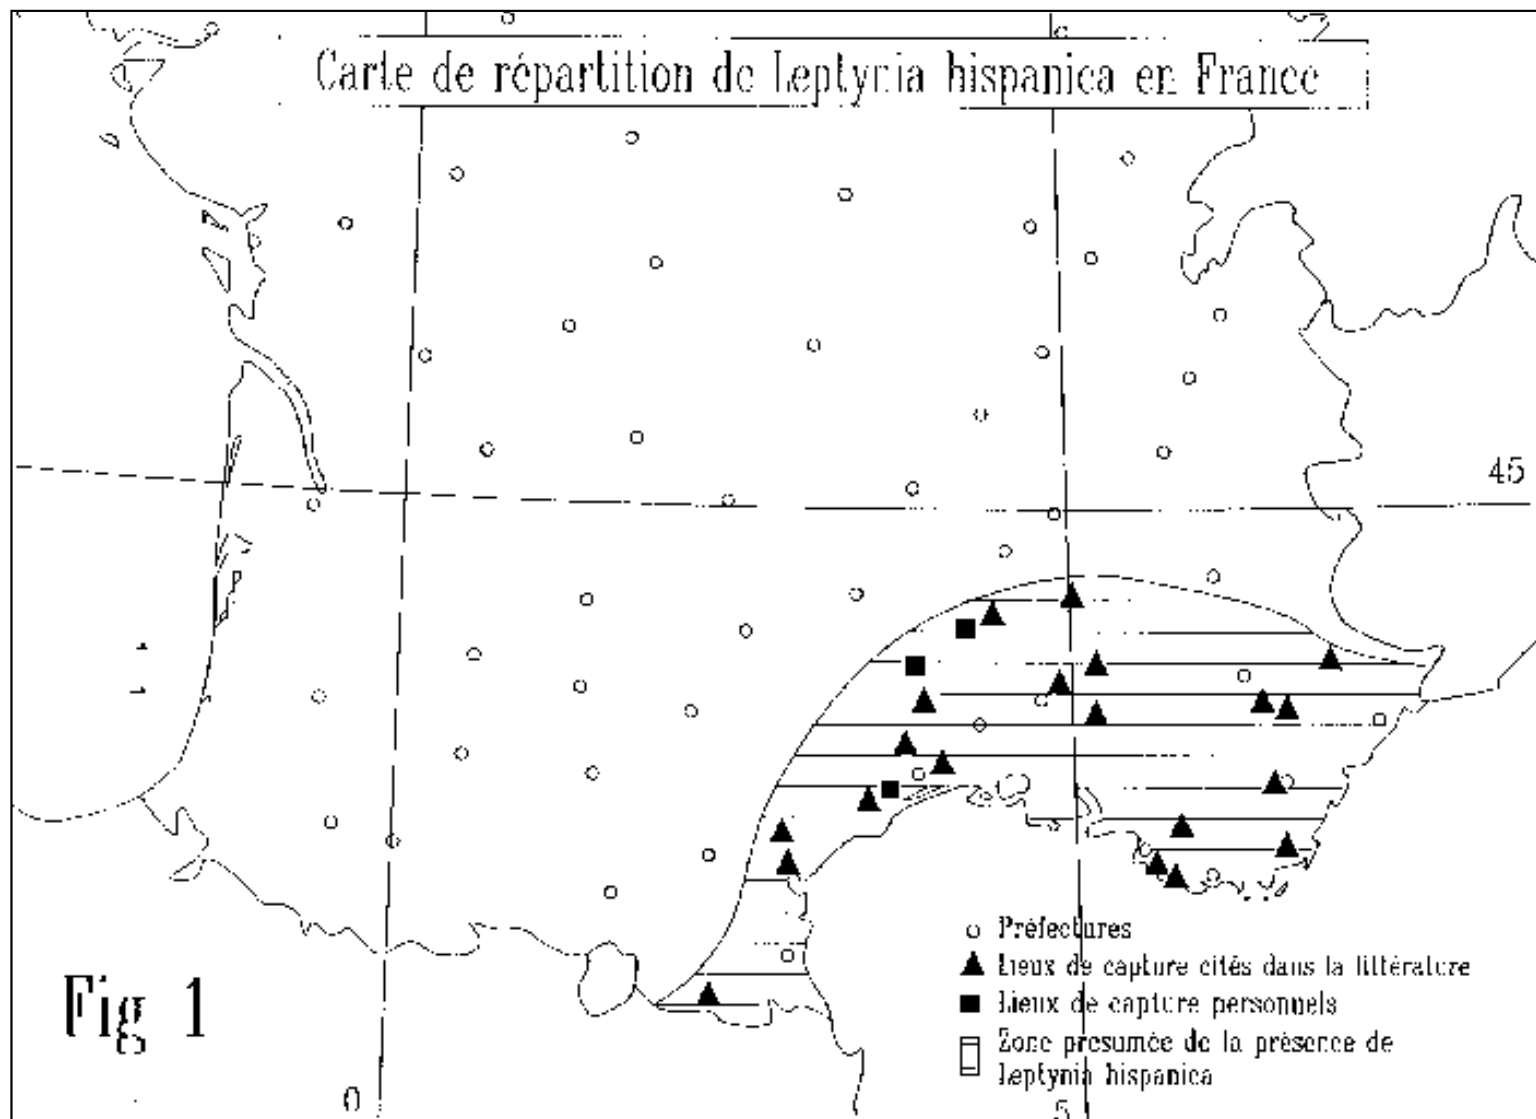 Carte de répartition de Leptynia hispanica en France
45
Préfectures
Lieux de capture cités dans la littérature
Lieux de capture personnels
Zone présumée de la présence de
Leptynia hispanica
Fig 1
0
5